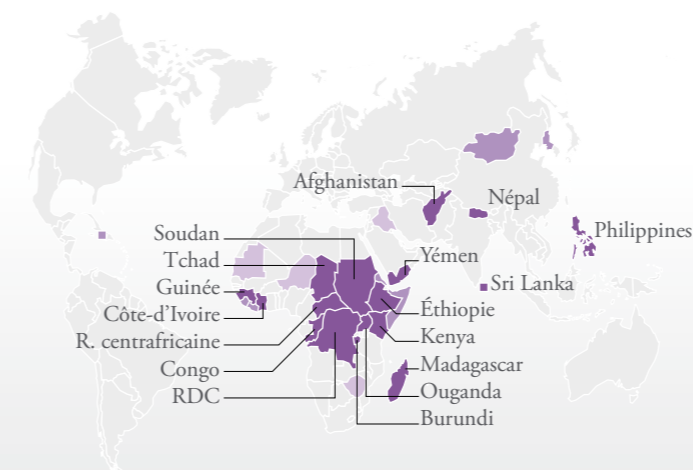 Afghanistan
Népal
Philippines
Soudan
Yémen
Tchad
Sri Lanka
Guinée
Côte-d'Ivoire
Éthiopie
R. centrafricaine
Kenya
Congo
Madagascar
RDC
Ouganda
Burundi